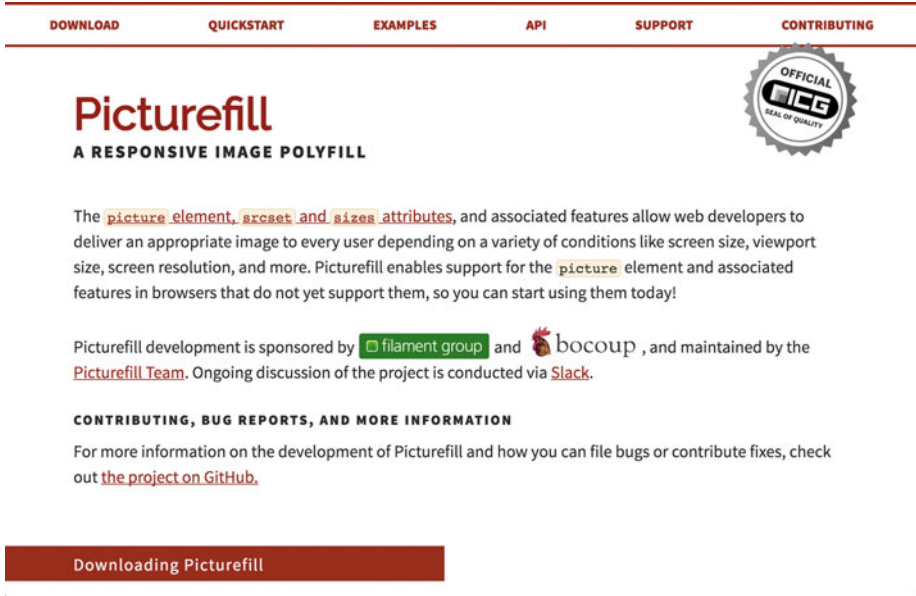 DOWNLOAD QUICKSTART EXAMPLES API SUPPORT CONTRIBUTING
OFFICIAL
RICG
SEAL OF QUALITY
Picturefill
A RESPONSIVE IMAGE POLYFILL
The picture element, srcset and sizes attributes, and associated features allow web developers to
deliver an appropriate image to every user depending on a variety of conditions like screen size, viewport
size, screen resolution, and more. Picturefill enables support for the picture element and associated
features in browsers that do not yet support them, so you can start using them today!
Picturefill development is sponsored by filament group and bocoup , and maintained by the
Picturefill Team. Ongoing discussion of the project is conducted via Slack.
CONTRIBUTING, BUG REPORTS, AND MORE INFORMATION
For more information on the development of Picturefill and how you can file bugs or contribute fixes, check
out the project on GitHub.
Downloading Picturefill